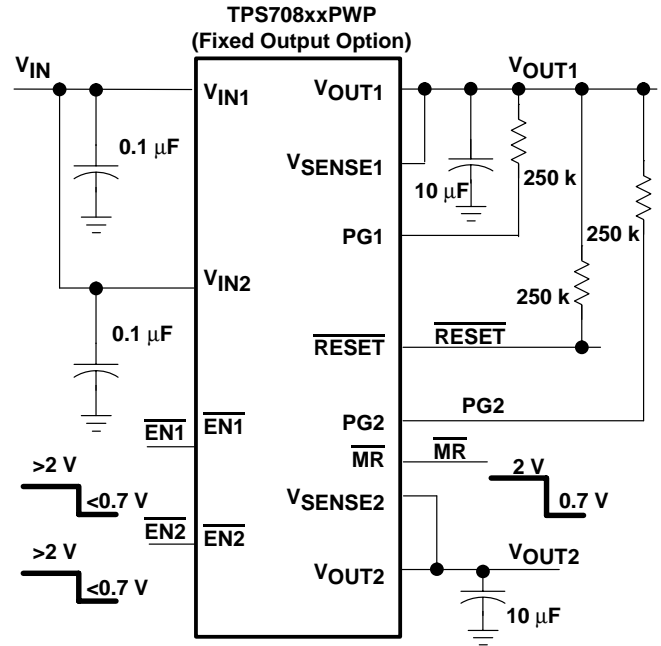 TPS708xxPWP
(Fixed Output Option)
VIN
VIN1
VOUT1
VOUT1
0.1 μF
VSENSE1
10 μF
250 k
PG1
250 k
VIN2
250 k
0.1 μF
RESET
RESET
PG2
PG2
EN1
EN1
MR
MR
>2 V
<0.7 V
2 V
0.7 V
VSENSE2
EN2
EN2
>2 V
<0.7 V
VOUT2
VOUT2
10 μF